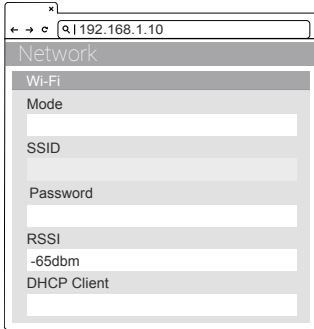 192.168.1.10
Network
Wi-Fi
Mode
SSID
Password
RSSI
-65dbm
DHCP Client